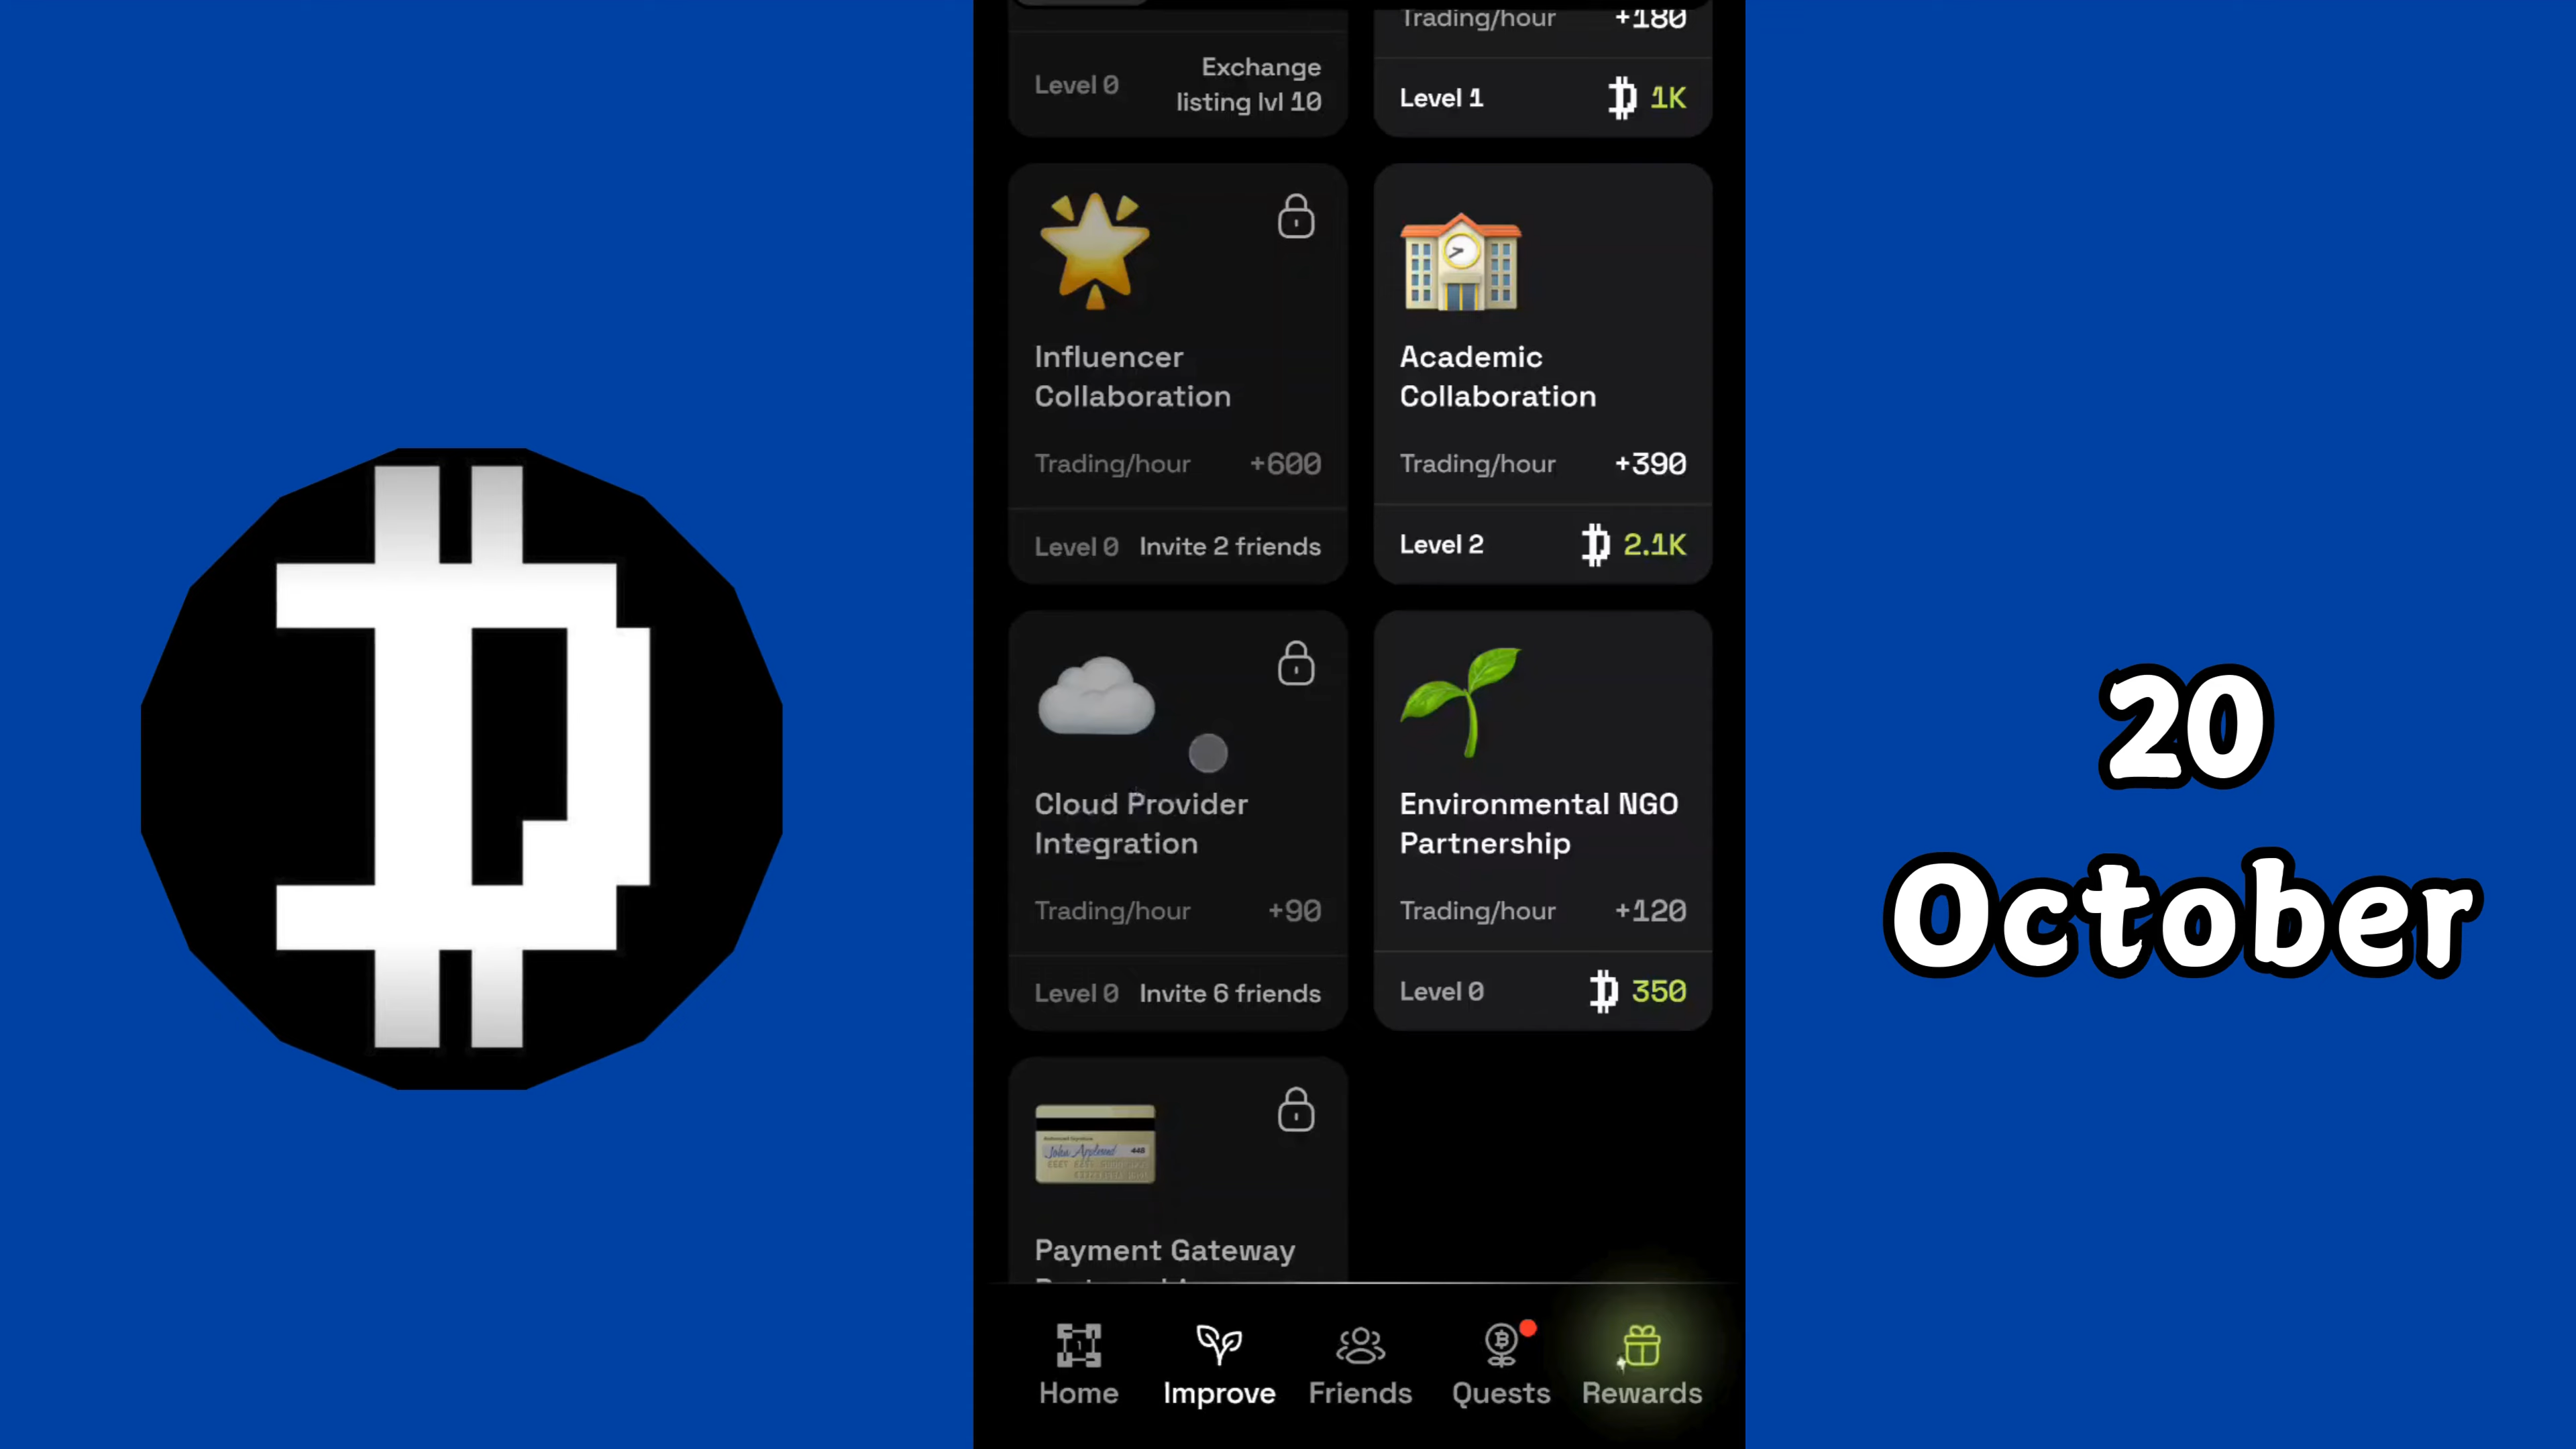 Trading/hour +180
Level 0 Exchange
listing lvl 10
Level 1 1K
Influencer
Collaboration
Trading/hour +600
Level 0 Invite 2 friends
Academic
Collaboration
Trading/hour +390
Level 2 2.1K
Cloud Provider
Integration
Trading/hour +90
Level 0 Invite 6 friends
Environmental NGO
Partnership
Trading/hour +120
Level 0 350
Payment Gateway
Home
Improve
Friends
Quests
Rewards
20
October